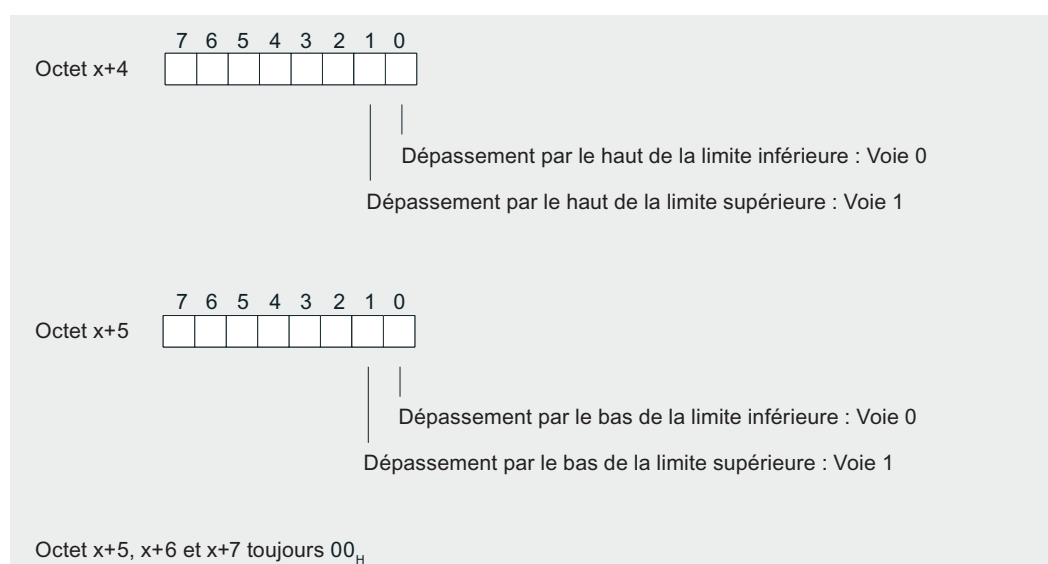 7 6 5 4 3 2 1 0
Octet x+4
Dépassement par le haut de la limite inférieure : Voie 0
Dépassement par le haut de la limite supérieure : Voie 1
7 6 5 4 3 2 1 0
Octet x+5
Dépassement par le bas de la limite inférieure : Voie 0
Dépassement par le bas de la limite supérieure : Voie 1
Octet x+5, x+6 et x+7 toujours 00H